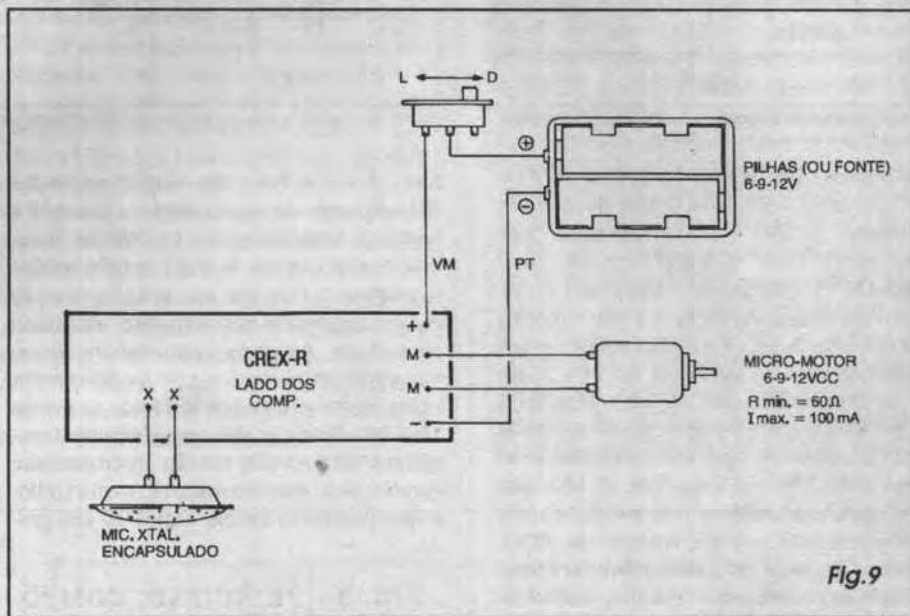 L D
⊕
⊖
PILHAS (OU FONTE)
6-9-12V
VM
PT
+
CREX-R
M
LADO DOS
COMP.
M
X X
−
MICRO-MOTOR
6-9-12VCC
R min. = 60Ω
I max. = 100 mA
MIC. XTAL.
ENCAPSULADO
Fig.9